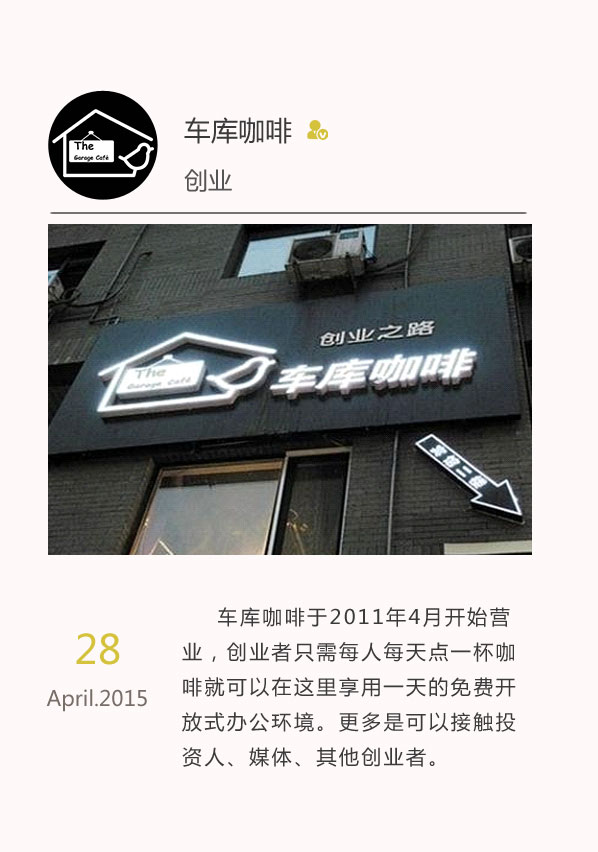 The
Garage Café
车库咖啡
创业
创业之路
The
Garage Café
车库咖啡
宾馆二楼
28
April.2015
车库咖啡于2011年4月开始营
业，创业者只需每人每天点一杯咖
啡就可以在这里享用一天的免费开
放式办公环境。更多是可以接触投
资人、媒体、其他创业者。